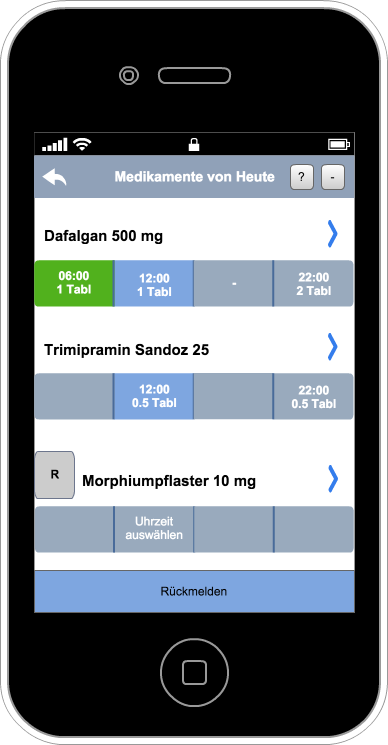 Medikamente von Heute
?
-
Dafalgan 500 mg
06:00
1 Tabl
12:00
1 Tabl
-
22:00
2 Tabl
Trimipramin Sandoz 25
12:00
0.5 Tabl
22:00
0.5 Tabl
R
Morphiumpflaster 10 mg
Uhrzeit
auswählen
Rückmelden